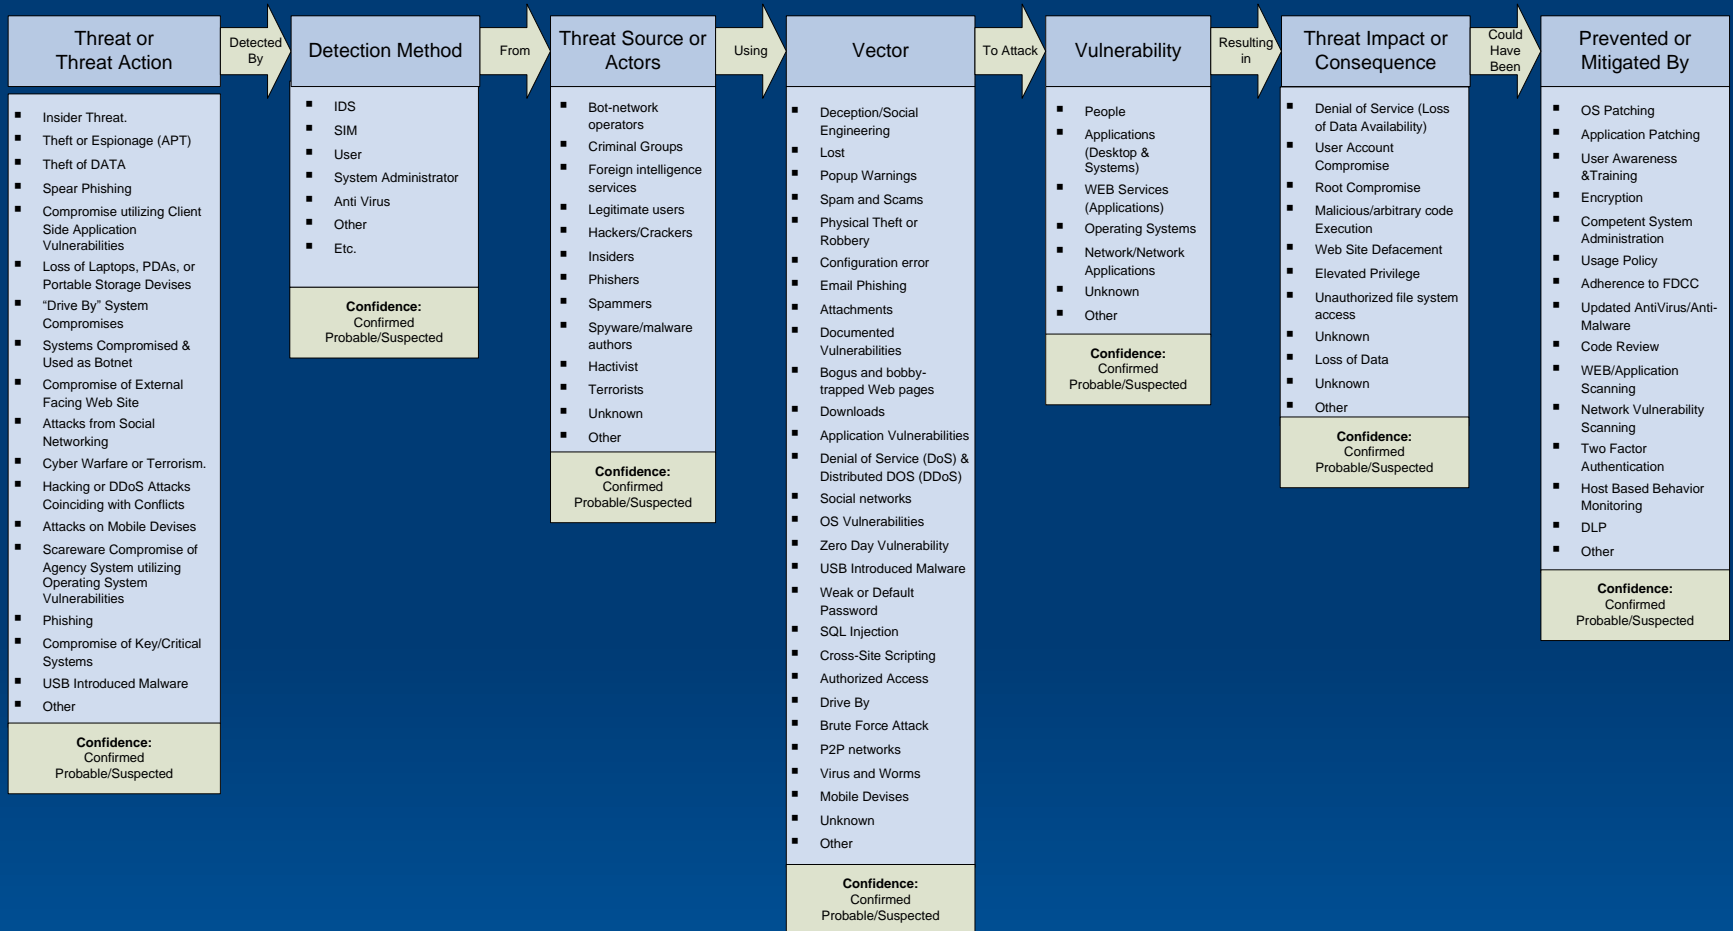 Threat or
Threat Action
Detected
By
Detection Method
From
Threat Source or
Actors
Using
Vector
To Attack
Vulnerability
Resulting
in
Threat Impact or
Consequence
Could
Have
Been
Prevented or
Mitigated By
Insider Threat.
Theft or Espionage (APT)
Theft of DATA
Spear Phishing
Compromise utilizing Client
Side Application
Vulnerabilities
Loss of Laptops, PDAs, or
Portable Storage Devises
“Drive By” System
Compromises
Systems Compromised &
Used as Botnet
Compromise of External
Facing Web Site
Attacks from Social
Networking
Cyber Warfare or Terrorism.
Hacking or DDoS Attacks
Coinciding with Conflicts
Attacks on Mobile Devises
Scareware Compromise of
Agency System utilizing
Operating System
Vulnerabilities
Phishing
Compromise of Key/Critical
Systems
USB Introduced Malware
Other
Confidence:
Confirmed
Probable/Suspected
IDS
SIM
User
System Administrator
Anti Virus
Other
Etc.
Confidence:
Confirmed
Probable/Suspected
Bot-network
operators
Criminal Groups
Foreign intelligence
services
Legitimate users
Hackers/Crackers
Insiders
Phishers
Spammers
Spyware/malware
authors
Hactivist
Terrorists
Unknown
Other
Confidence:
Confirmed
Probable/Suspected
Deception/Social
Engineering
Lost
Popup Warnings
Spam and Scams
Physical Theft or
Robbery
Configuration error
Email Phishing
Attachments
Documented
Vulnerabilities
Bogus and bobby-
trapped Web pages
Downloads
Application Vulnerabilities
Denial of Service (DoS) &
Distributed DOS (DDoS)
Social networks
OS Vulnerabilities
Zero Day Vulnerability
USB Introduced Malware
Weak or Default
Password
SQL Injection
Cross-Site Scripting
Authorized Access
Drive By
Brute Force Attack
P2P networks
Virus and Worms
Mobile Devises
Unknown
Other
Confidence:
Confirmed
Probable/Suspected
People
Applications
(Desktop &
Systems)
WEB Services
(Applications)
Operating Systems
Network/Network
Applications
Unknown
Other
Confidence:
Confirmed
Probable/Suspected
Denial of Service (Loss
of Data Availability)
User Account
Compromise
Root Compromise
Malicious/arbitrary code
Execution
Web Site Defacement
Elevated Privilege
Unauthorized file system
access
Unknown
Loss of Data
Unknown
Other
Confidence:
Confirmed
Probable/Suspected
OS Patching
Application Patching
User Awareness
&Training
Encryption
Competent System
Administration
Usage Policy
Adherence to FDCC
Updated AntiVirus/Anti-
Malware
Code Review
WEB/Application
Scanning
Network Vulnerability
Scanning
Two Factor
Authentication
Host Based Behavior
Monitoring
DLP
Other
Confidence:
Confirmed
Probable/Suspected